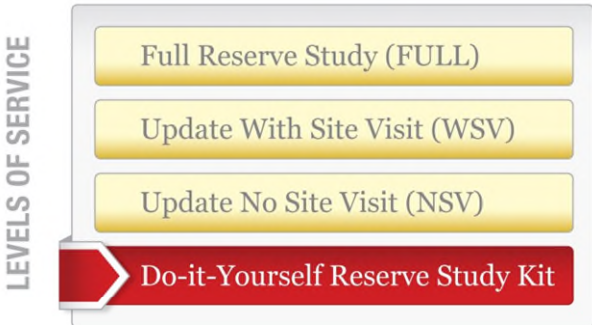 LEVELS OF SERVICE
Full Reserve Study (FULL)
Update With Site Visit (WSV)
Update No Site Visit (NSV)
Do-it-Yourself Reserve Study Kit